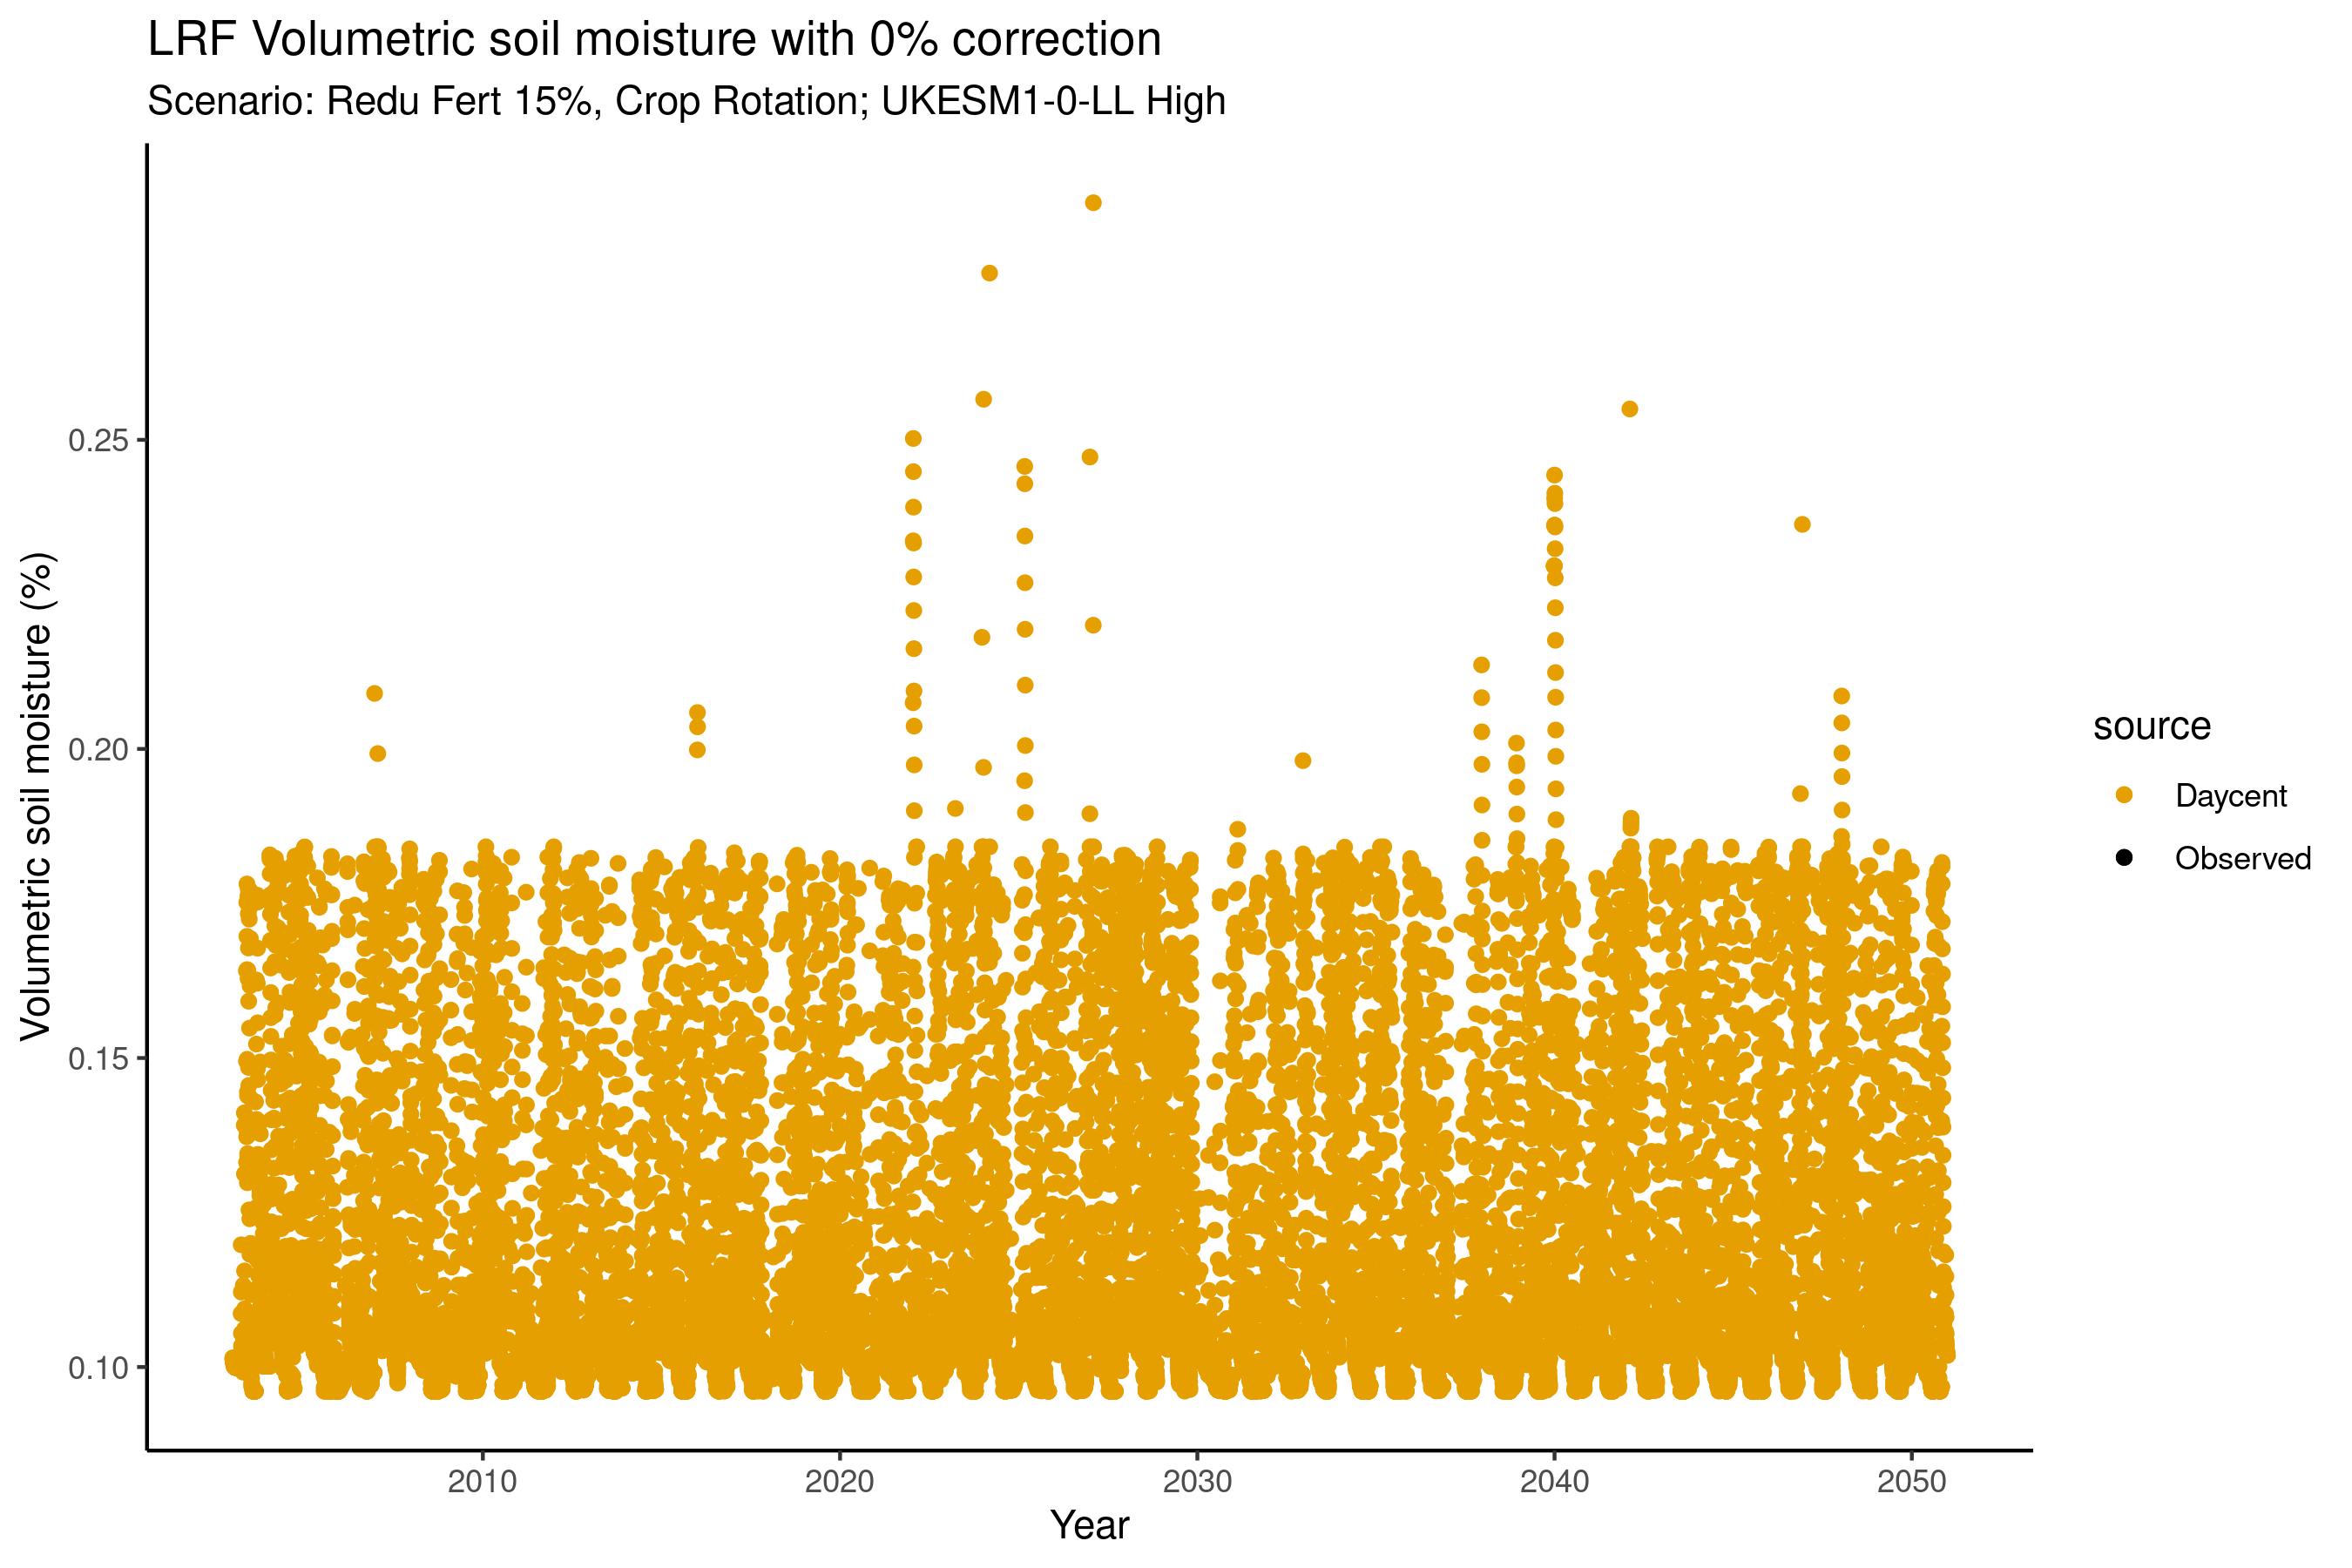 LRF Volumetric soil moisture with 0% correction
Scenario: Redu Fert 15%, Crop Rotation; UKESM1-0-LL High
Volumetric soil moisture (%)
0.25
0.20
0.15
0.10
2010
2020
2030
2040
2050
Year
source
Daycent
Observed